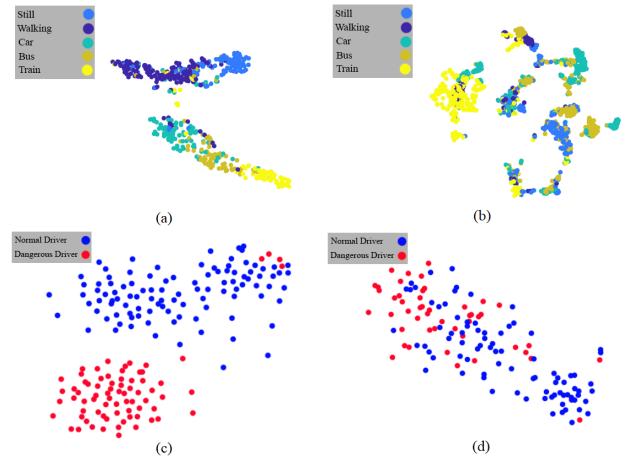 Still
Walking
Car
Bus
Train
(a)
Still
Walking
Car
Bus
Train
(b)
Normal Driver
Dangerous Driver
(c)
Normal Driver
Dangerous Driver
(d)